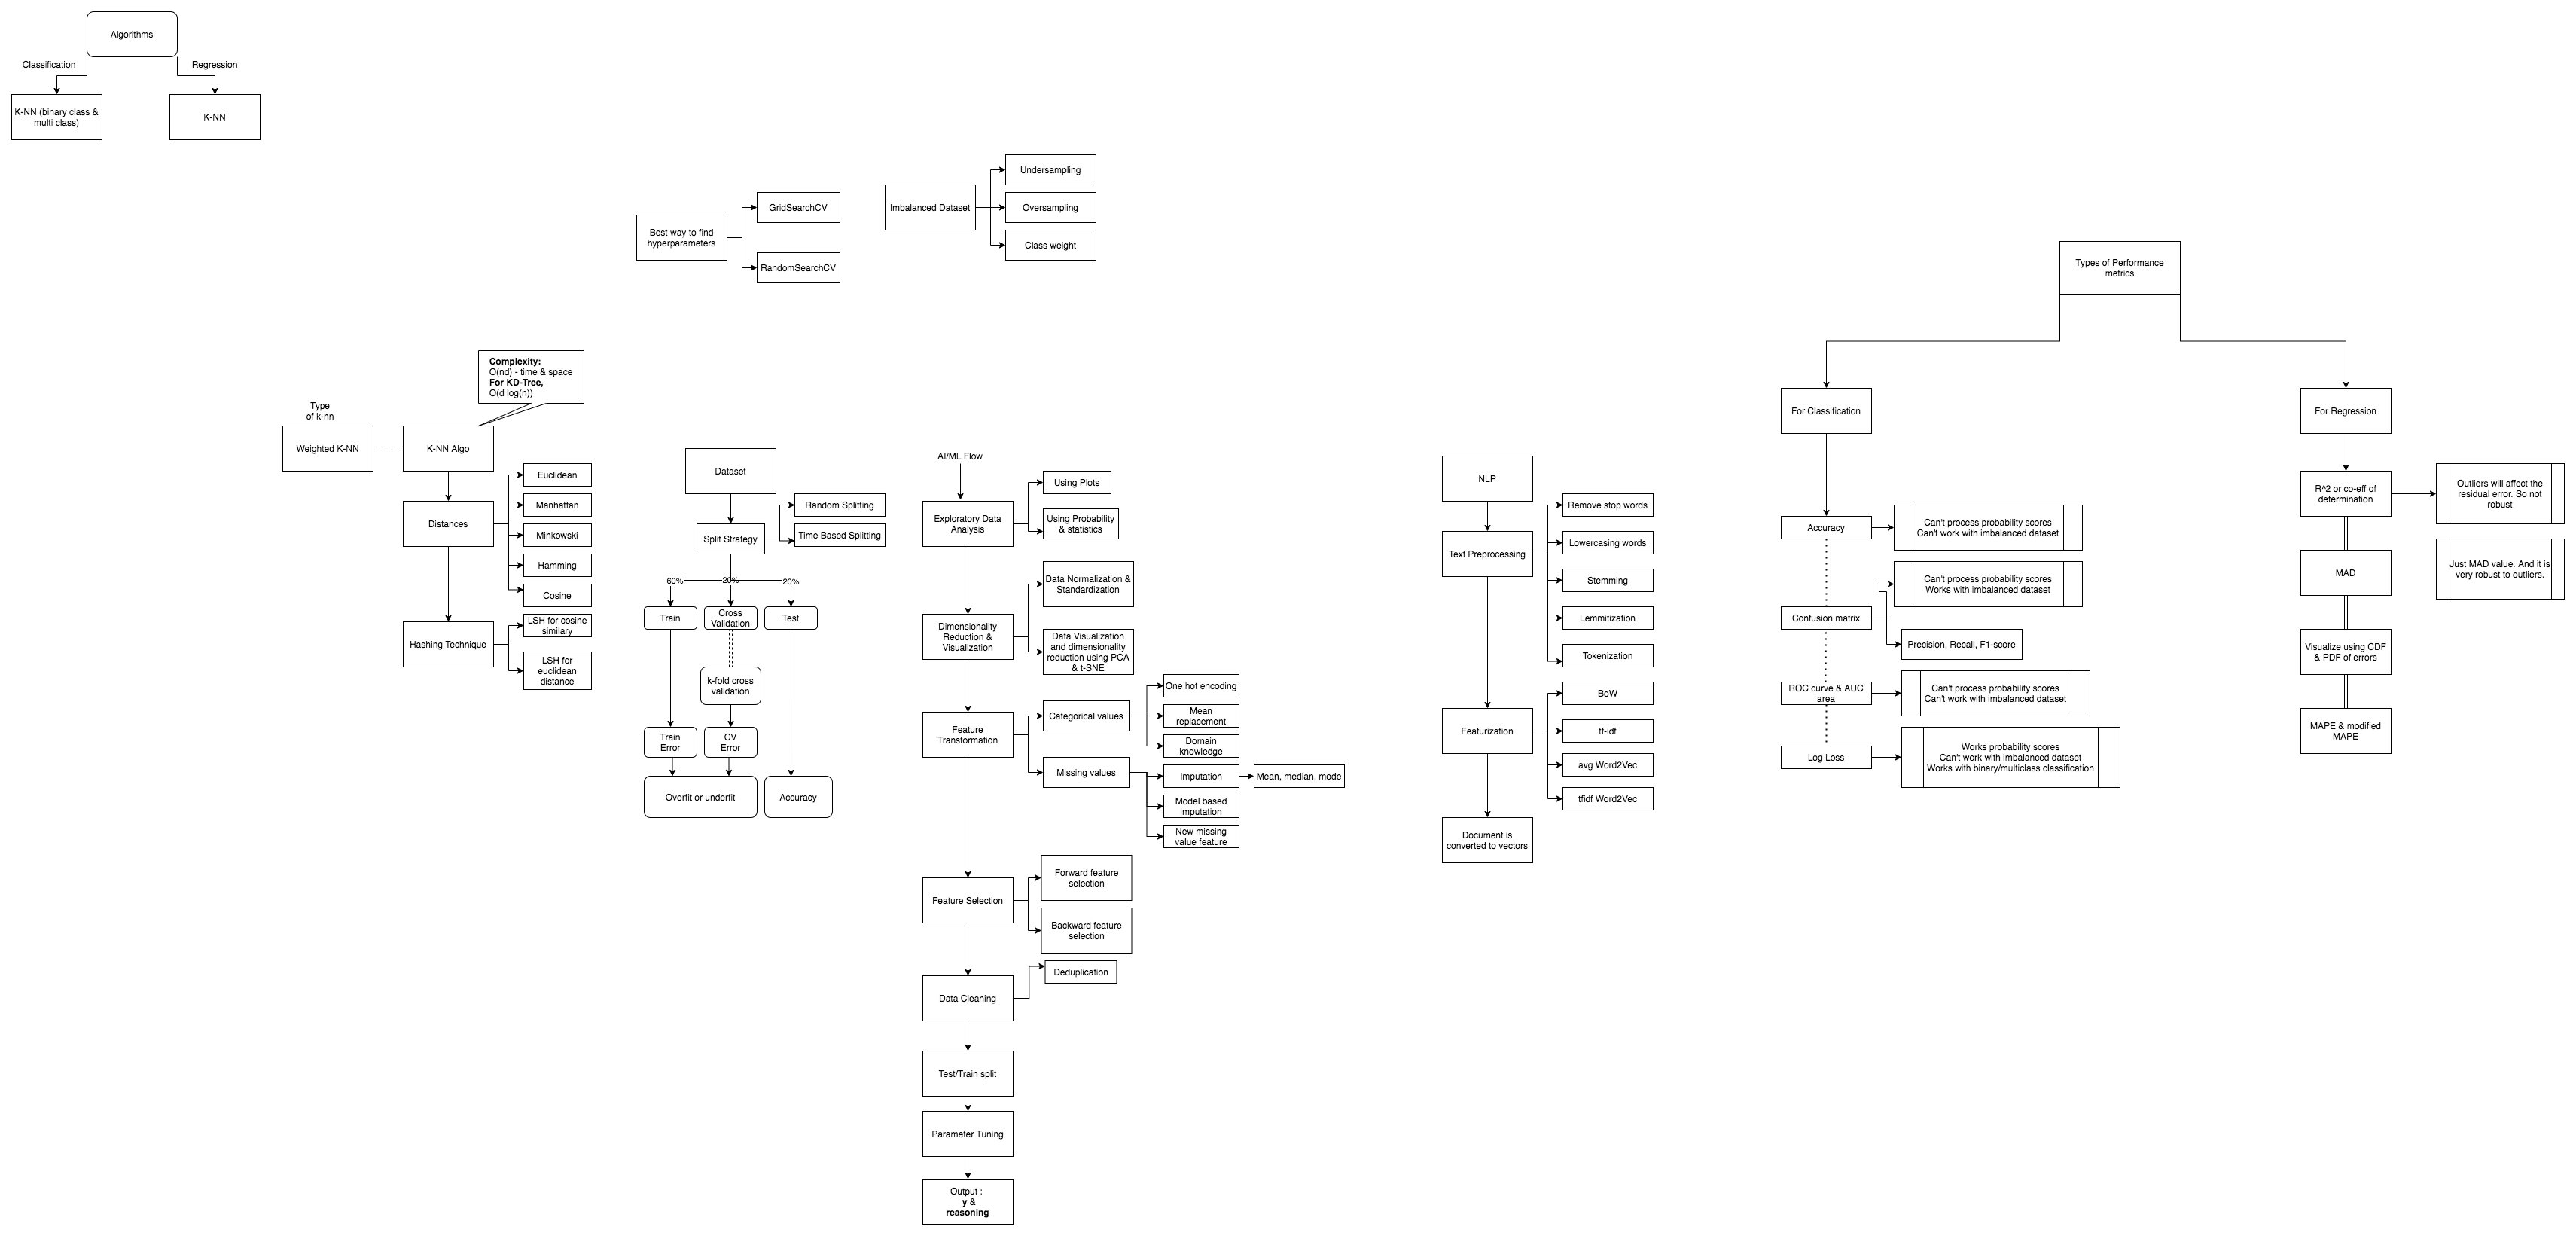 Algorithms
Classification
Regression
K-NN (binary class &
multi class)
K-NN
Best way to find
hyperparameters
GridSearchCV
RandomSearchCV
Imbalanced Dataset
Undersampling
Oversampling
Class weight
Complexity:
O(nd) - time & space
For KD-Tree,
O(d log(n))
Type
of k-nn
Weighted K-NN
K-NN Algo
Distances
Euclidean
Manhattan
Minkowski
Hamming
Cosine
Hashing Technique
LSH for cosine
similary
LSH for
euclidean
distance
Dataset
Split Strategy
Random Splitting
Time Based Splitting
60%
20%
20%
Train
Cross
Validation
Test
k-fold cross
validation
Train
Error
CV
Error
Overfit or underfit
Accuracy
AI/ML Flow
Exploratory Data
Analysis
Using Plots
Using Probability
& statistics
Dimensionality
Reduction &
Visualization
Data Normalization &
Standardization
Data Visualization
and dimensionality
reduction using PCA
& t-SNE
Feature
Transformation
Categorical values
One hot encoding
Mean
replacement
Domain
knowledge
Missing values
Imputation
Mean, median, mode
Model based
imputation
New missing
value feature
Feature Selection
Forward feature
selection
Backward feature
selection
Data Cleaning
Deduplication
Test/Train split
Parameter Tuning
Output :
y &
reasoning
NLP
Text Preprocessing
Remove stop words
Lowercasing words
Stemming
Lemmitization
Tokenization
Featurization
BoW
tf-idf
avg Word2Vec
tfidf Word2Vec
Document is
converted to vectors
Types of Performance
metrics
For Classification
Accuracy
Can't process probability scores
Can't work with imbalanced dataset
Confusion matrix
Can't process probability scores
Works with imbalanced dataset
Precision, Recall, F1-score
ROC curve & AUC
area
Can't process probability scores
Can't work with imbalanced dataset
Log Loss
Works probability scores
Can't work with imbalanced dataset
Works with binary/multiclass classification
For Regression
R^2 or co-eff of
determination
Outliers will affect the
residual error. So not
robust
MAD
Just MAD value. And it is
very robust to outliers.
Visualize using CDF
& PDF of errors
MAPE & modified
MAPE